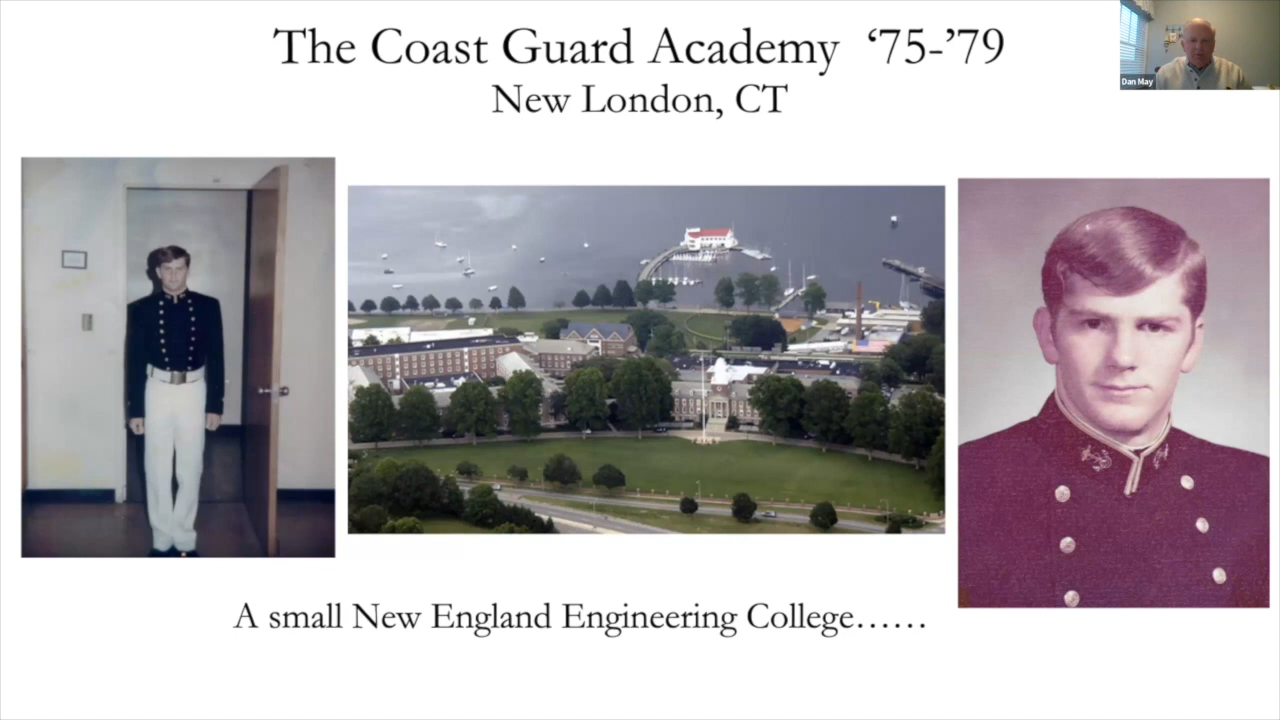 The Coast Guard Academy ‘75-’79
New London, CT
Dan May
A small New England Engineering College……